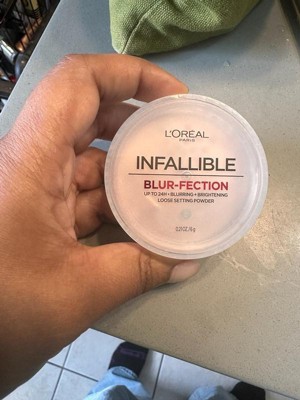 L'ORÉAL
PARIS
INFALLIBLE
BLUR-FECTION
UP TO 24H • BLURRING + BRIGHTENING
LOOSE SETTING POWDER